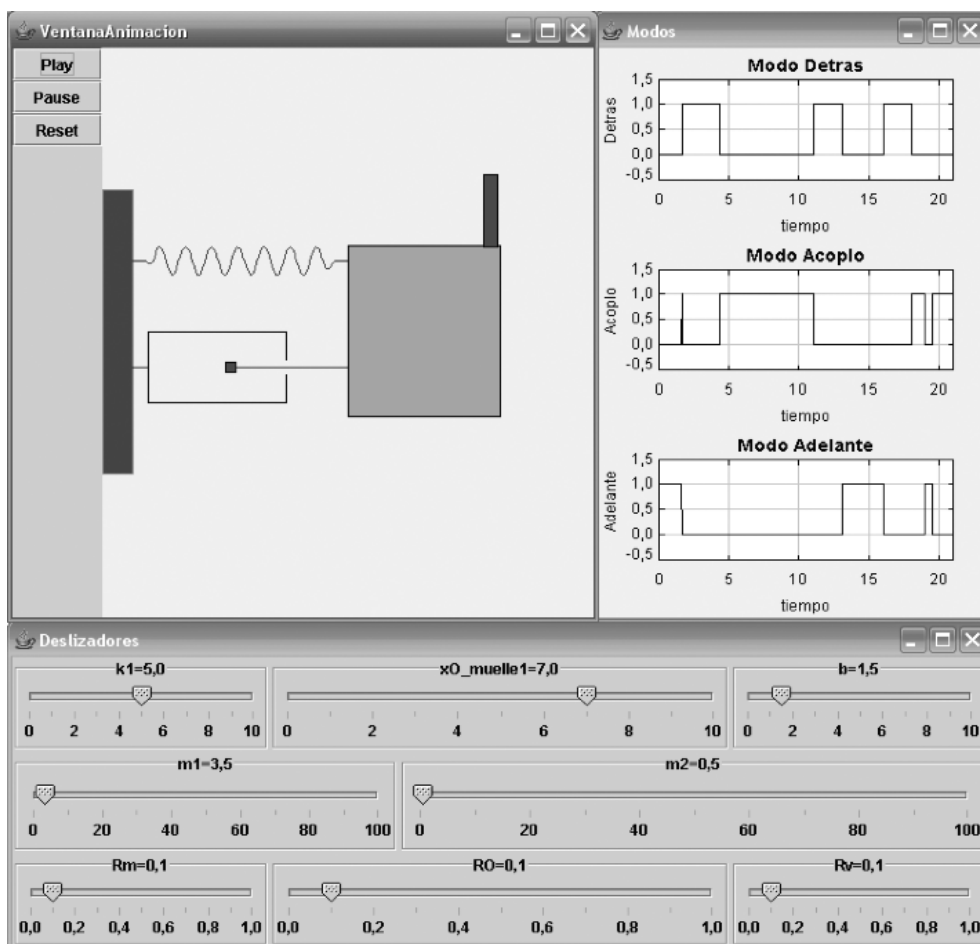 VentanaAnimacion
Play
Pause
Reset
Modos
Modo Detras
Detras
1,5
1,0
0,5
0,0
-0,5
0 5 10 15 20
tiempo
Modo Acoplo
Acoplo
1,5
1,0
0,5
0,0
-0,5
0 5 10 15 20
tiempo
Modo Adelante
Adelante
1,5
1,0
0,5
0,0
-0,5
0 5 10 15 20
tiempo
Deslizadores
k1=5,0
0 2 4 6 8 10
xO_muelle1=7,0
0 2 4 6 8 10
b=1,5
0 2 4 6 8 10
m1=3,5
0 20 40 60 80 100
m2=0,5
0 20 40 60 80 100
Rm=0,1
0,0 0,2 0,4 0,6 0,8 1,0
RO=0,1
0,0 0,2 0,4 0,6 0,8 1,0
Rv=0,1
0,0 0,2 0,4 0,6 0,8 1,0